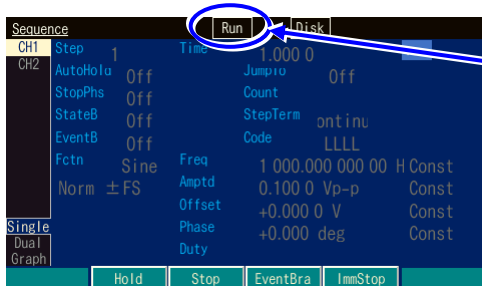 Sequence Run Disk
CH1 Step 1 Time 1.000 0
CH2 AutoHold Off JumpTo Off
StopPhs Off Count
StateB Off StepTerm ontinu
EventB Off Code LLLL
Fctn Sine Freq 1 000.000 000 00 H Const
Norm ±FS Amptd 0.100 0 Vp-p Const
Offset +0.000 0 V Const
Single Phase +0.000 deg Const
Dual Duty
Graph
Hold Stop EventBra ImmStop